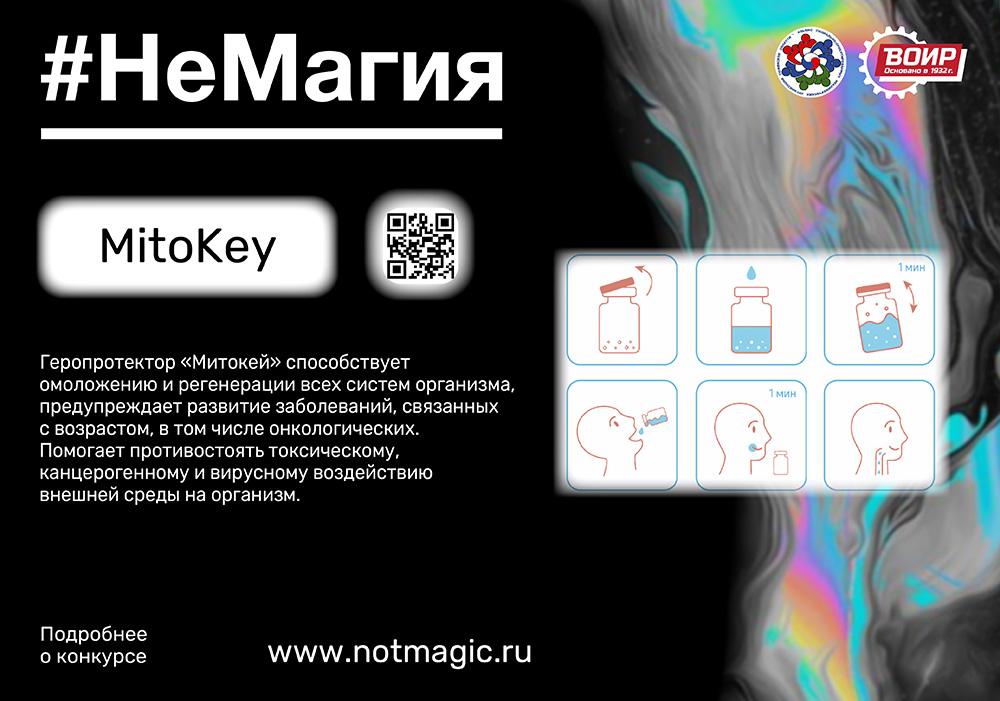 #НеМагия
ВОИР
Основано в 1932 г.
MitoKey
1 мин
1 мин
Геропротектор «Митокей» способствует
омоложению и регенерации всех систем организма,
предупреждает развитие заболеваний, связанных
с возрастом, в том числе онкологических.
Помогает противостоять токсическому,
канцерогенному и вирусному воздействию
внешней среды на организм.
Подробнее
о конкурсе
www.notmagic.ru